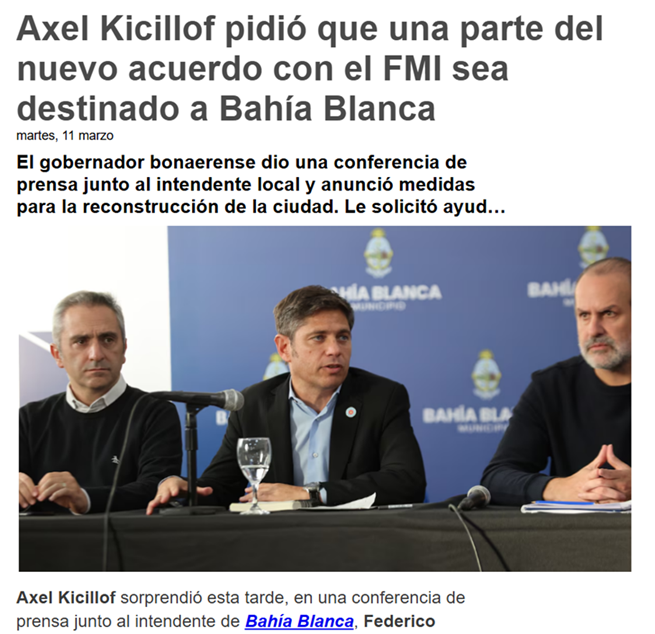 Axel Kicillof pidió que una parte del
nuevo acuerdo con el FMI sea
destinado a Bahía Blanca
martes, 11 marzo
El gobernador bonaerense dio una conferencia de
prensa junto al intendente local y anunció medidas
para la reconstrucción de la ciudad. Le solicitó ayud…
BAHÍA BLANCA
MUNICIPIO
BAHÍA
BAHÍA BLA
MUNICIPIO
Axel Kicillof sorprendió esta tarde, en una conferencia de
prensa junto al intendente de Bahía Blanca, Federico